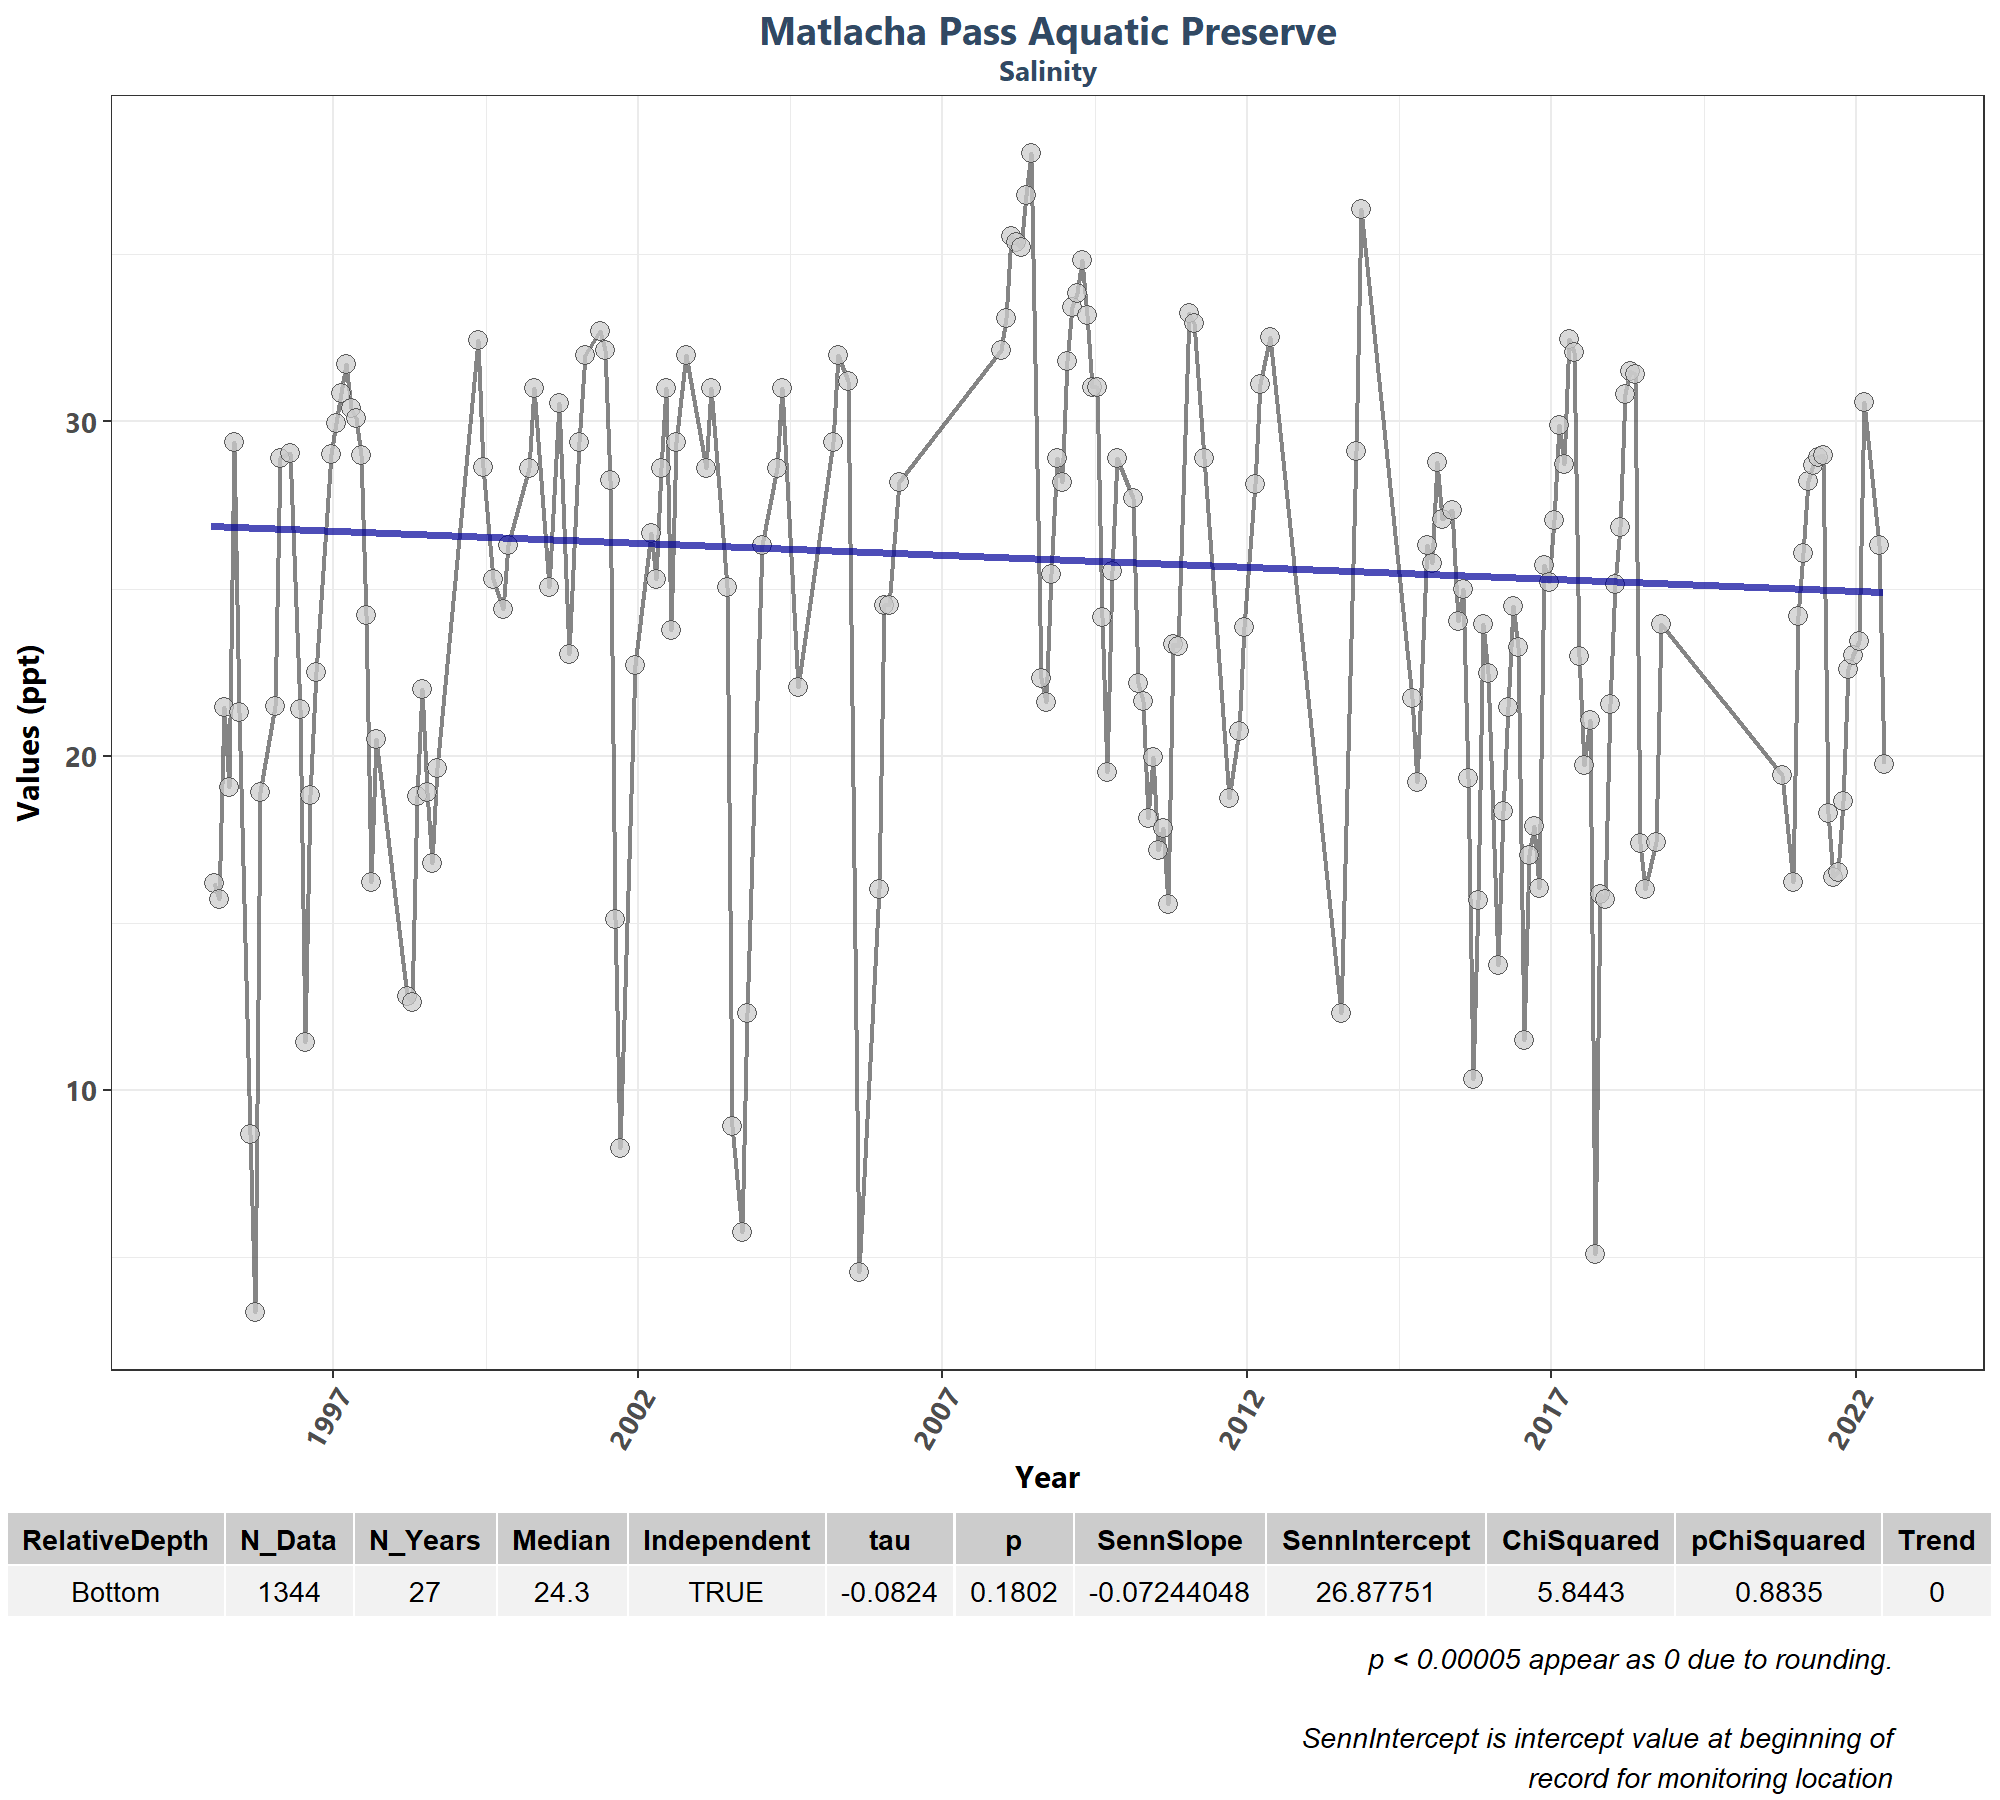 Matlacha Pass Aquatic Preserve
Salinity
Values (ppt)
30
20
10
1997 2002 2007 2012 2017 2022
Year
RelativeDepth N_Data N_Years Median Independent tau p SennSlope SennIntercept ChiSquared pChiSquared Trend
Bottom 1344 27 24.3 TRUE -0.0824 0.1802 -0.07244048 26.87751 5.8443 0.8835 0
p < 0.00005 appear as 0 due to rounding.
SennIntercept is intercept value at beginning of
record for monitoring location